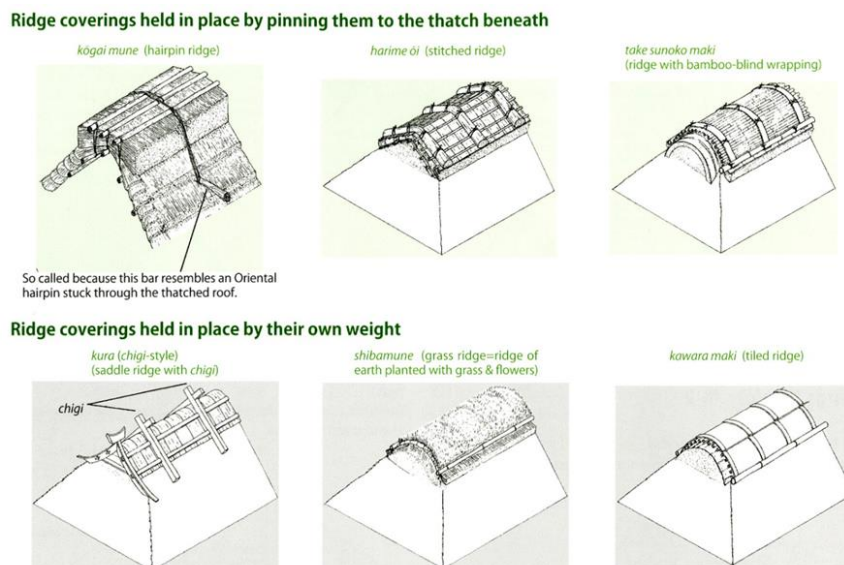 Ridge coverings held in place by pinning them to the thatch beneath
kōgai mune (hairpin ridge)
harime ōi (stitched ridge)
take sunoko maki
(ridge with bamboo-blind wrapping)
So called because this bar resembles an Oriental
hairpin stuck through the thatched roof.
Ridge coverings held in place by their own weight
kura (chigi-style)
(saddle ridge with chigi)
shibamune (grass ridge=ridge of
earth planted with grass & flowers)
kawara maki (tiled ridge)
chigi